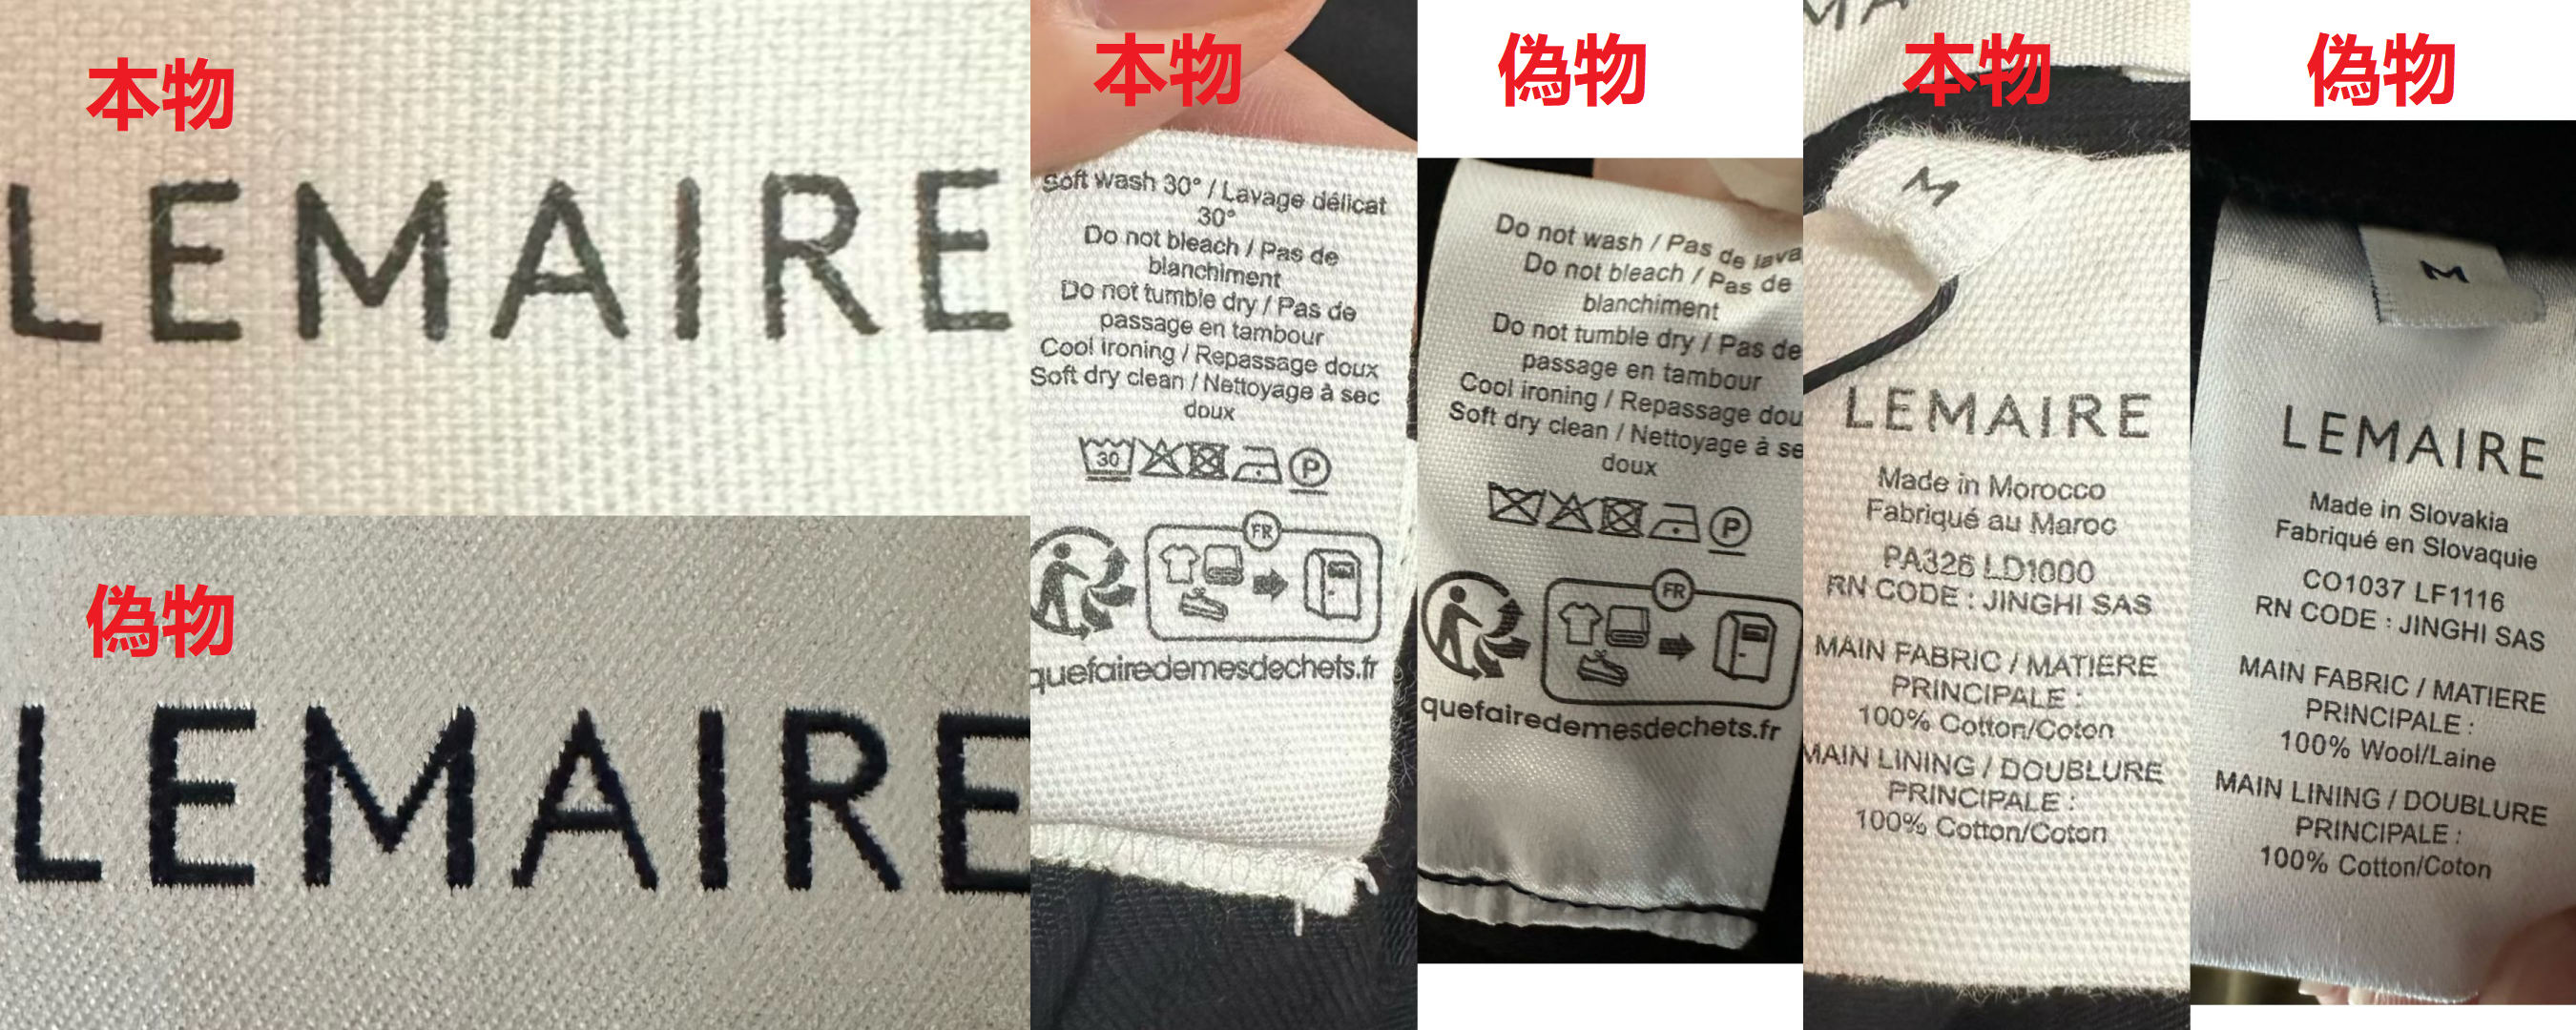 本物
LEMAIRE
偽物
LEMAIRE
本物
Soft wash 30° / Lavage délicat
30°
Do not bleach / Pas de
blanchiment
Do not tumble dry / Pas de
passage en tambour
Cool ironing / Repassage doux
Soft dry clean / Nettoyage à sec
doux
30
P
FR
quefairedemesdechets.fr
偽物
Do not wash / Pas de lava
Do not bleach / Pas de
blanchiment
Do not tumble dry / Pas de
passage en tambour
Cool ironing / Repassage dou
Soft dry clean / Nettoyage à se
doux
P
FR
quefairedemesdechets.fr
本物
MA
M
LEMAIRE
Made in Morocco
Fabriqué au Maroc
PA326 LD1000
RN CODE : JINGHI SAS
MAIN FABRIC / MATIERE
PRINCIPALE :
100% Cotton/Coton
MAIN LINING / DOUBLURE
PRINCIPALE :
100% Cotton/Coton
偽物
M
LEMAIRE
Made in Slovakia
Fabriqué en Slovaquie
CO1037 LF1116
RN CODE : JINGHI SAS
MAIN FABRIC / MATIERE
PRINCIPALE :
100% Wool/Laine
MAIN LINING / DOUBLURE
PRINCIPALE :
100% Cotton/Coton